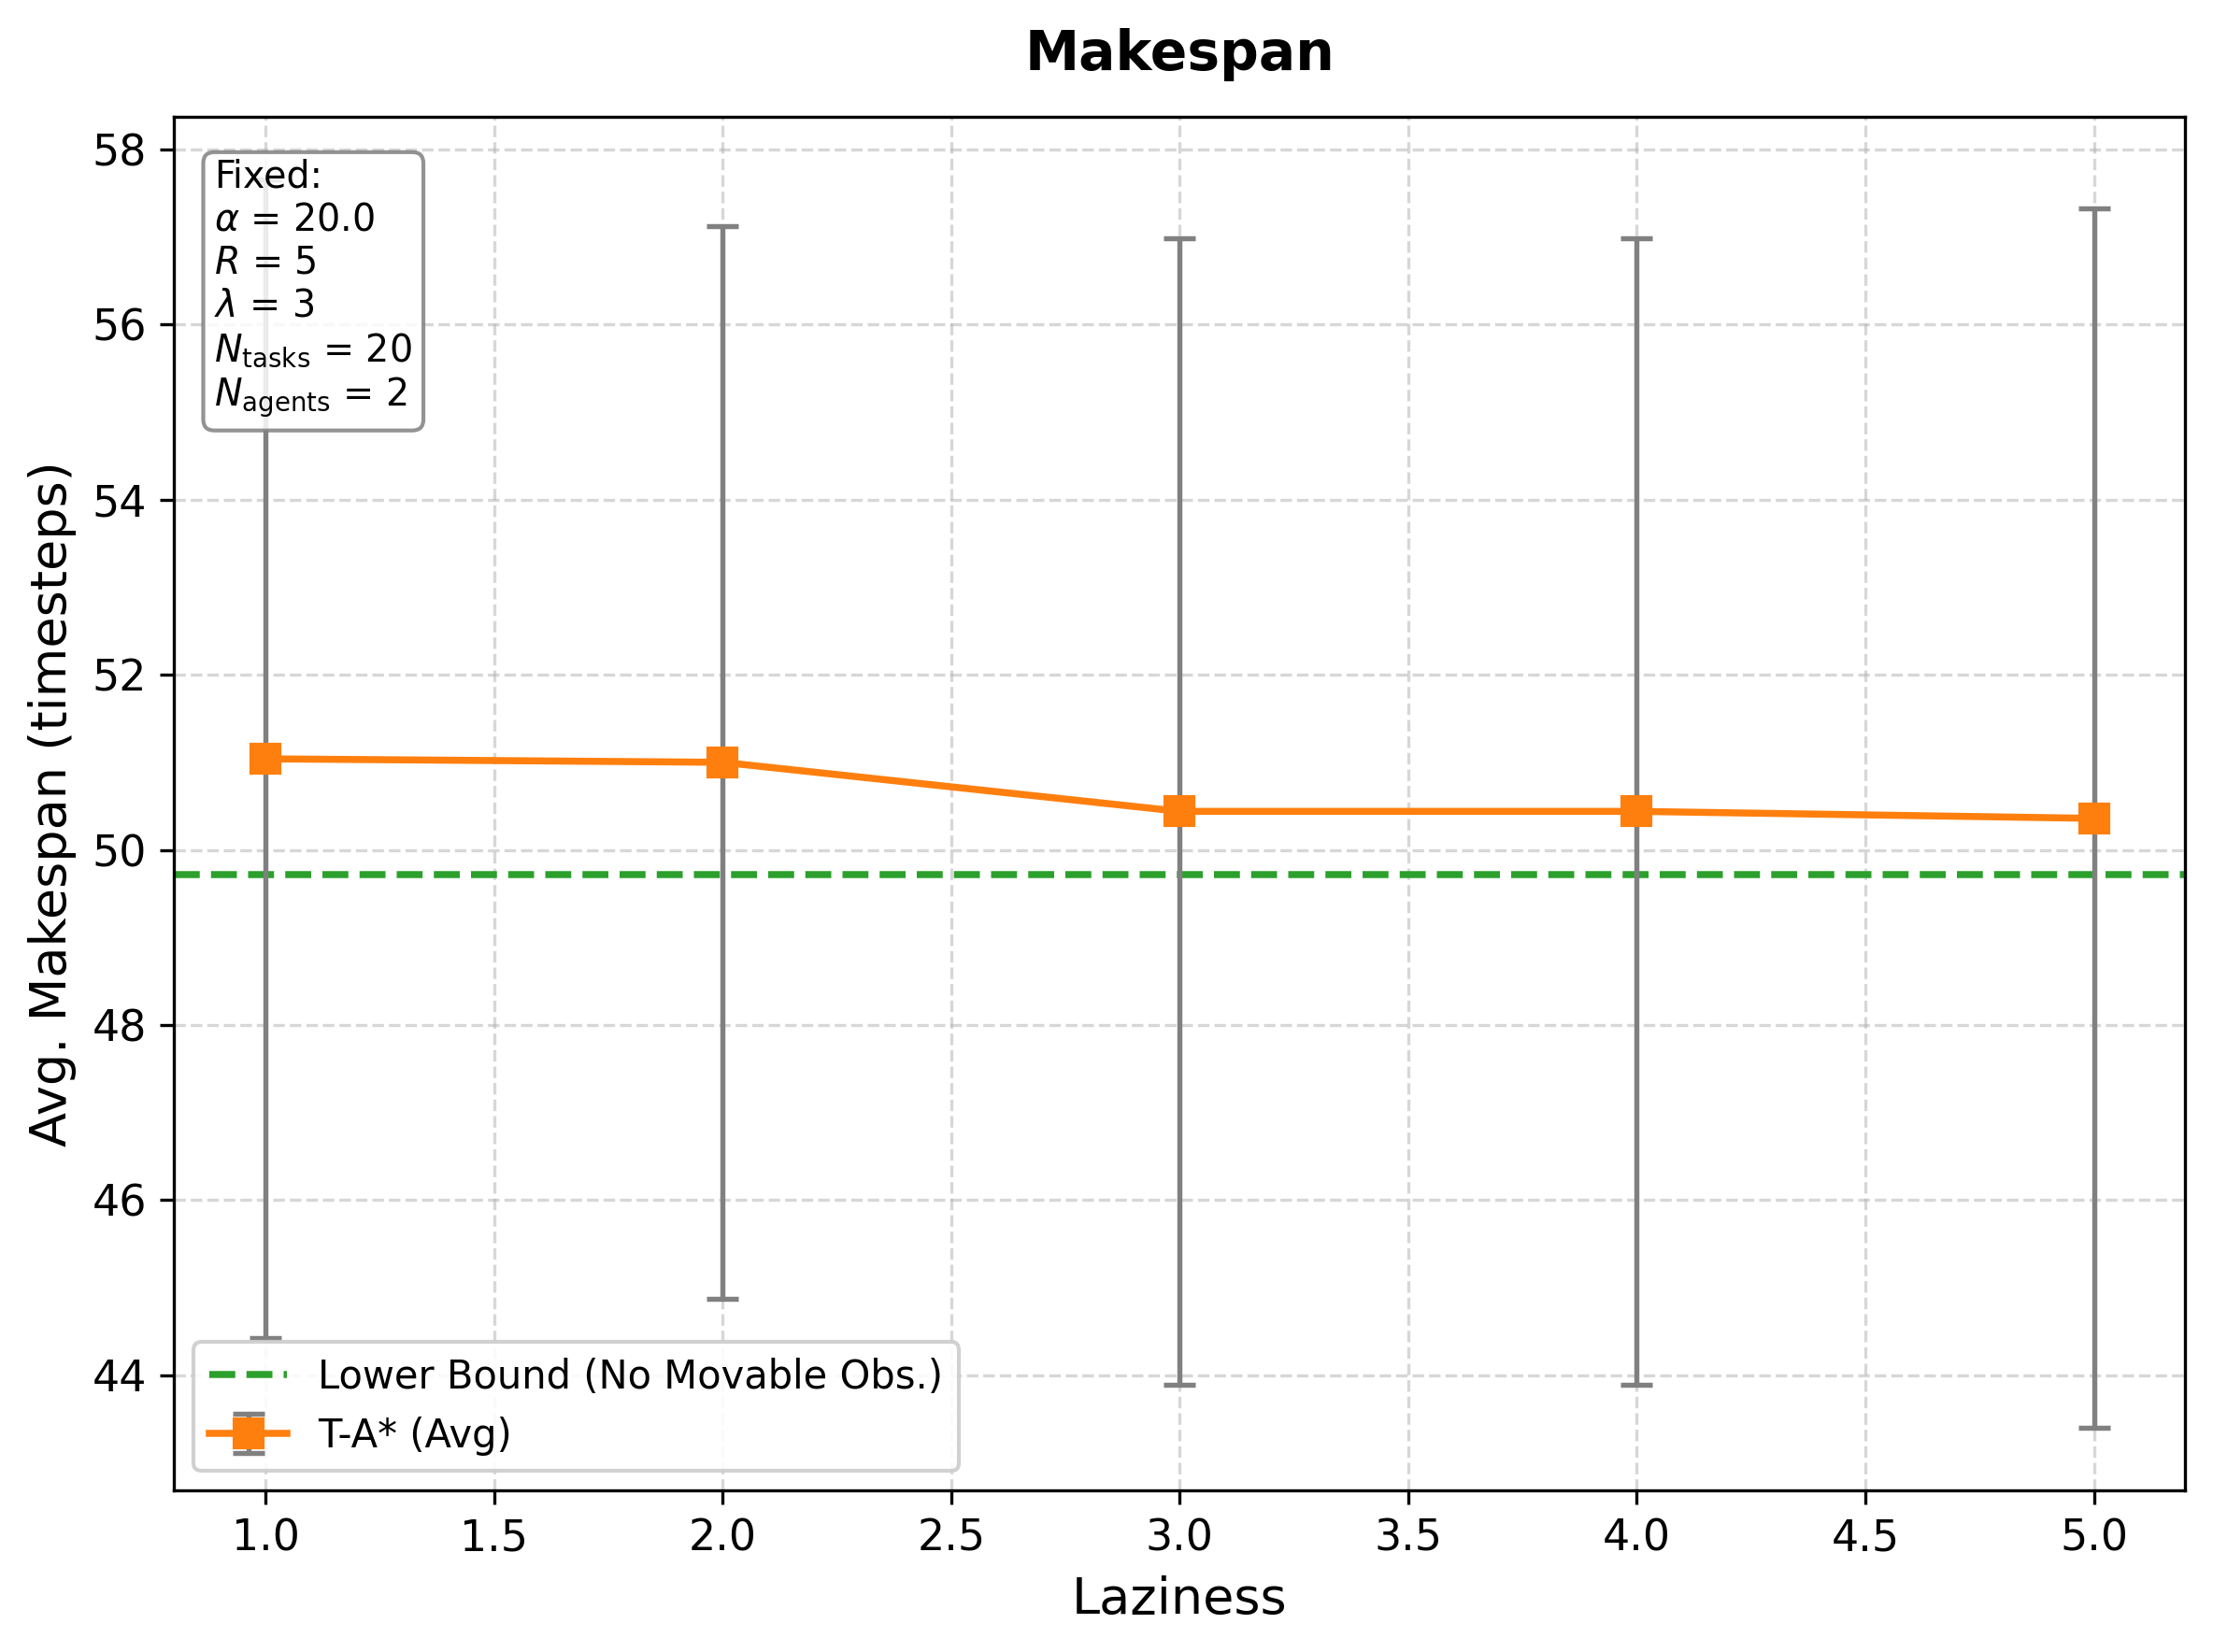 Makespan
58
56
54
52
50
48
46
44
Avg. Makespan (timesteps)
Fixed:
α = 20.0
R = 5
λ = 3
N_tasks = 20
N_agents = 2
Lower Bound (No Movable Obs.)
T-A* (Avg)
1.0 1.5 2.0 2.5 3.0 3.5 4.0 4.5 5.0
Laziness